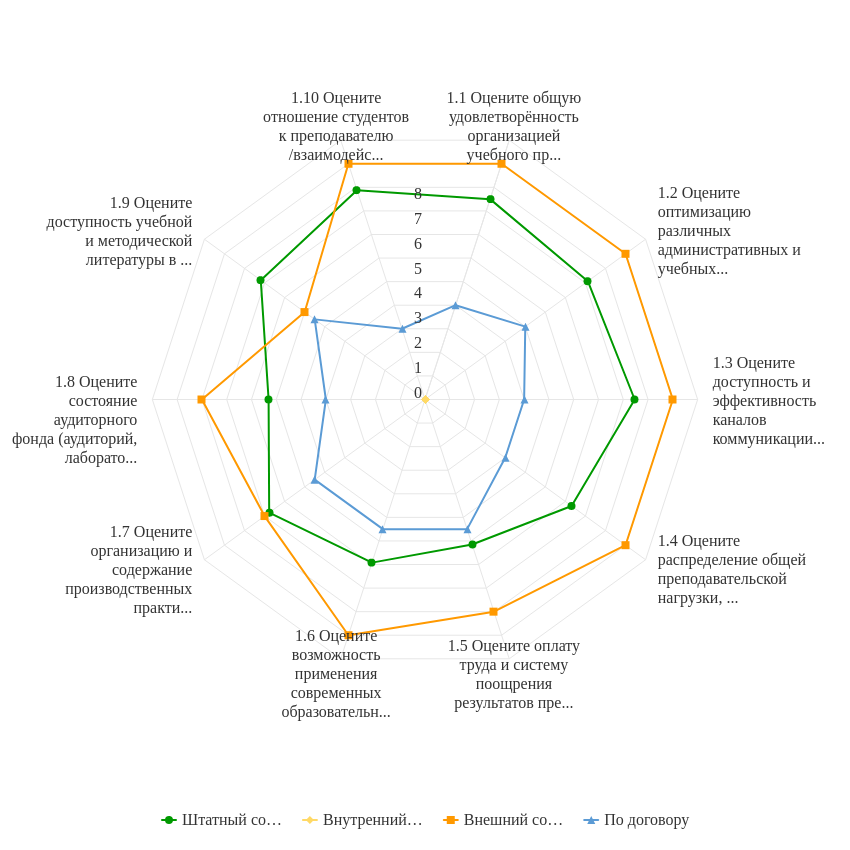 1.10 Оцените
отношение студентов
к преподавателю
/взаимодейс...
1.1 Оцените общую
удовлетворённость
организацией
учебного пр...
1.2 Оцените
оптимизацию
различных
административных и
учебных...
1.3 Оцените
доступность и
эффективность
каналов
коммуникации...
1.4 Оцените
распределение общей
преподавательской
нагрузки, ...
1.5 Оцените оплату
труда и систему
поощрения
результатов пре...
1.6 Оцените
возможность
применения
современных
образовательн...
1.7 Оцените
организацию и
содержание
производственных
практи...
1.8 Оцените
состояние
аудиторного
фонда (аудиторий,
лаборато...
1.9 Оцените
доступность учебной
и методической
литературы в ...
8
7
6
5
4
3
2
1
0
Штатный со… Внутренний… Внешний со… По договору